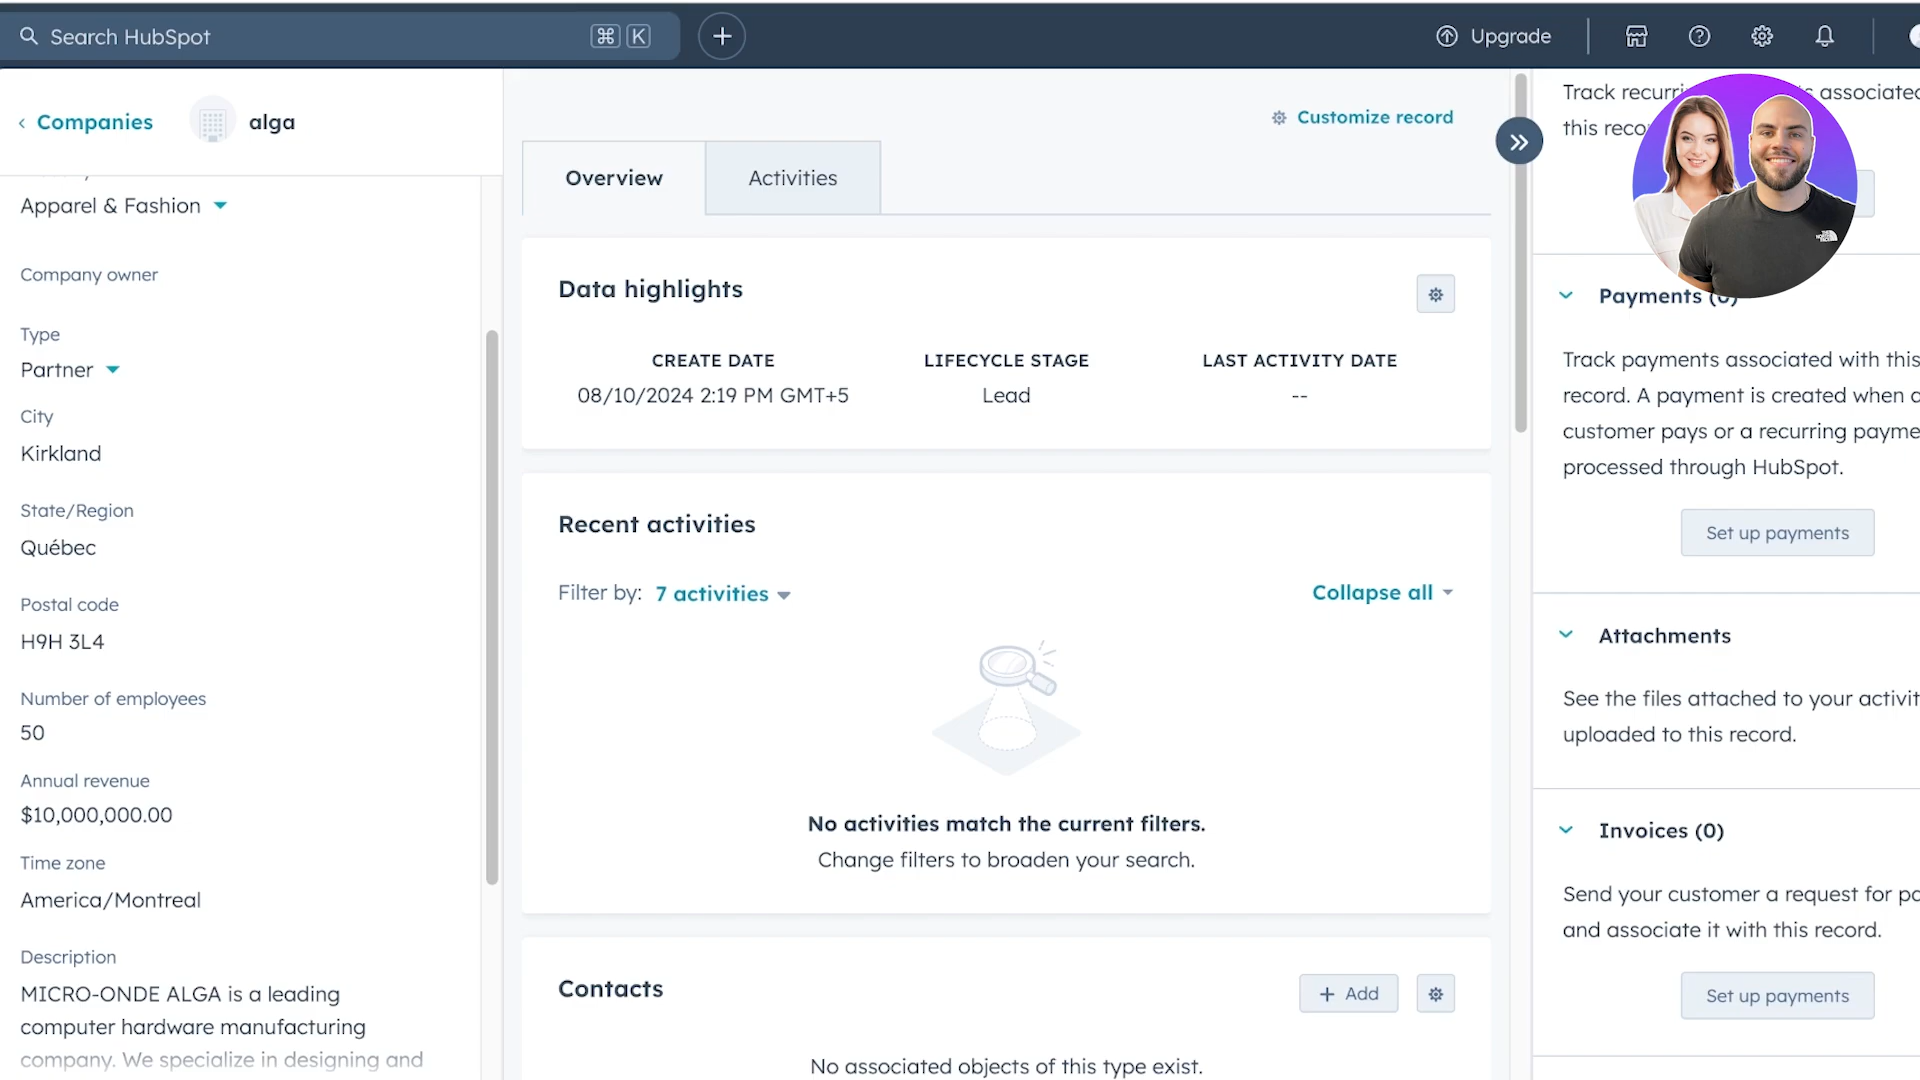 Search HubSpot
⌘ K
Upgrade
Companies
alga
Apparel & Fashion
Company owner
Type
Partner
City
Kirkland
State/Region
Québec
Postal code
H9H 3L4
Number of employees
50
Annual revenue
$10,000,000.00
Time zone
America/Montreal
Description
MICRO-ONDE ALGA is a leading
computer hardware manufacturing
company. We specialize in designing and
Customize record
Overview
Activities
Data highlights
CREATE DATE
08/10/2024 2:19 PM GMT+5
LIFECYCLE STAGE
Lead
LAST ACTIVITY DATE
--
Recent activities
Filter by: 7 activities
Collapse all
No activities match the current filters.
Change filters to broaden your search.
Contacts
+ Add
No associated objects of this type exist.
Track associated
this
THE NORTH FACE
Payments (0)
Track payments associated with this
record. A payment is created when
customer pays or a recurring
processed through HubSpot.
Set up payments
Attachments
See the files attached to your
uploaded to this record.
Invoices (0)
Send your customer a request for
and associate it with this record.
Set up payments